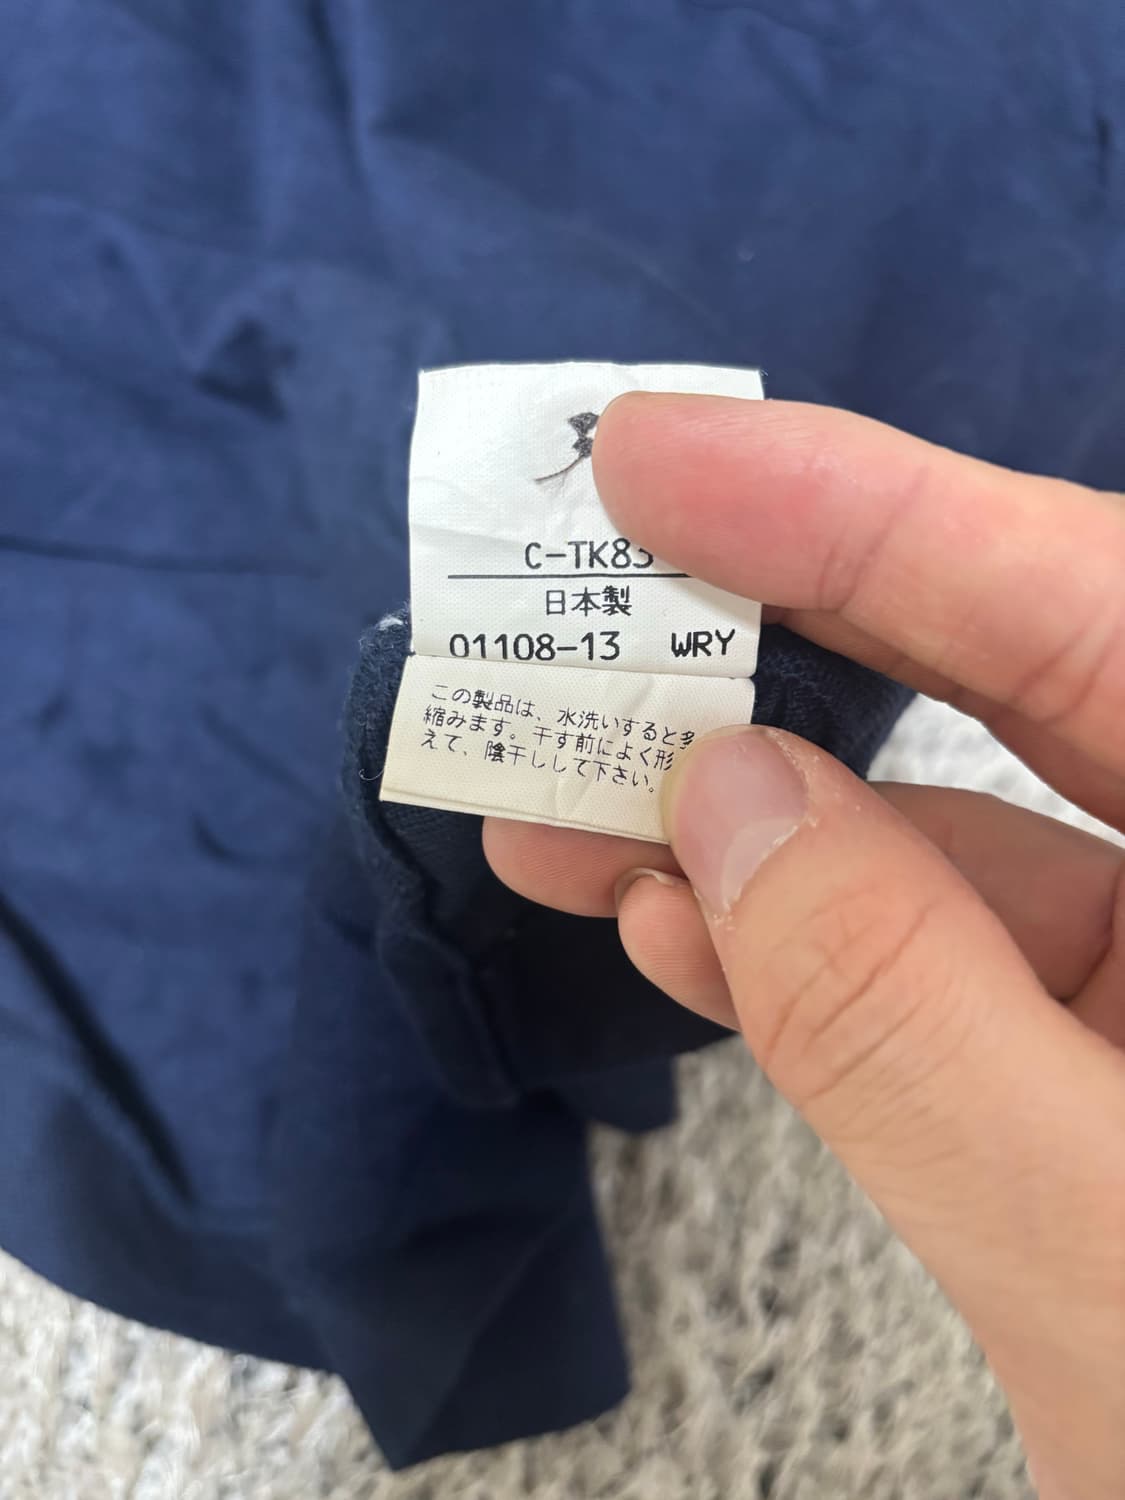 C-TK83
日本製
01108-13 WRY
この製品は、水洗いすると多
縮みます。干す前によく形
えて、陰干しして下さい。